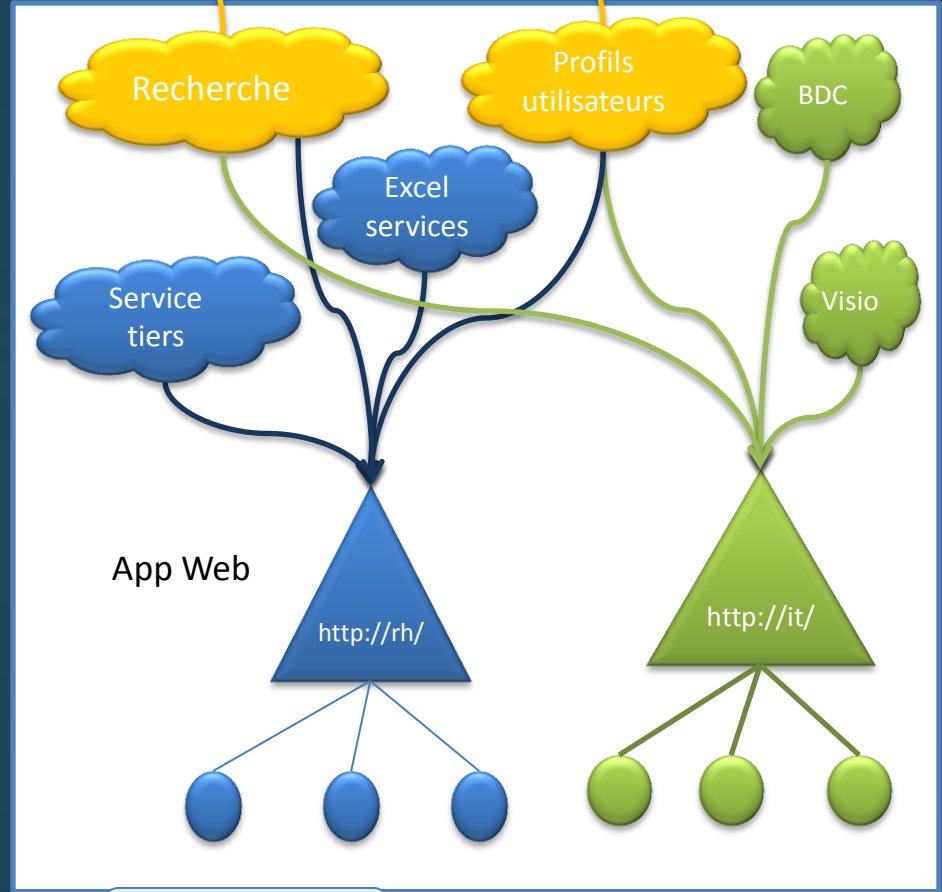 Recherche
Profils
utilisateurs
BDC
Excel
services
Service
tiers
Visio
App Web
http://rh/
http://it/